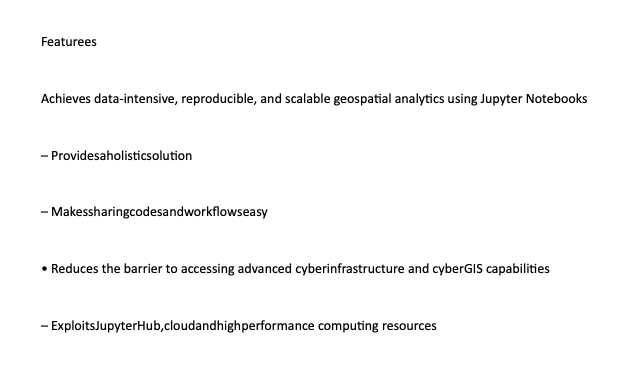 Featurees
Achieves data-intensive, reproducible, and scalable geospatial analytics using Jupyter Notebooks
– Providesaholisticsolution
– Makessharingcodesandworkflowseasy
• Reduces the barrier to accessing advanced cyberinfrastructure and cyberGIS capabilities
– ExploitsJupyterHub,cloudandhighperformance computing resources